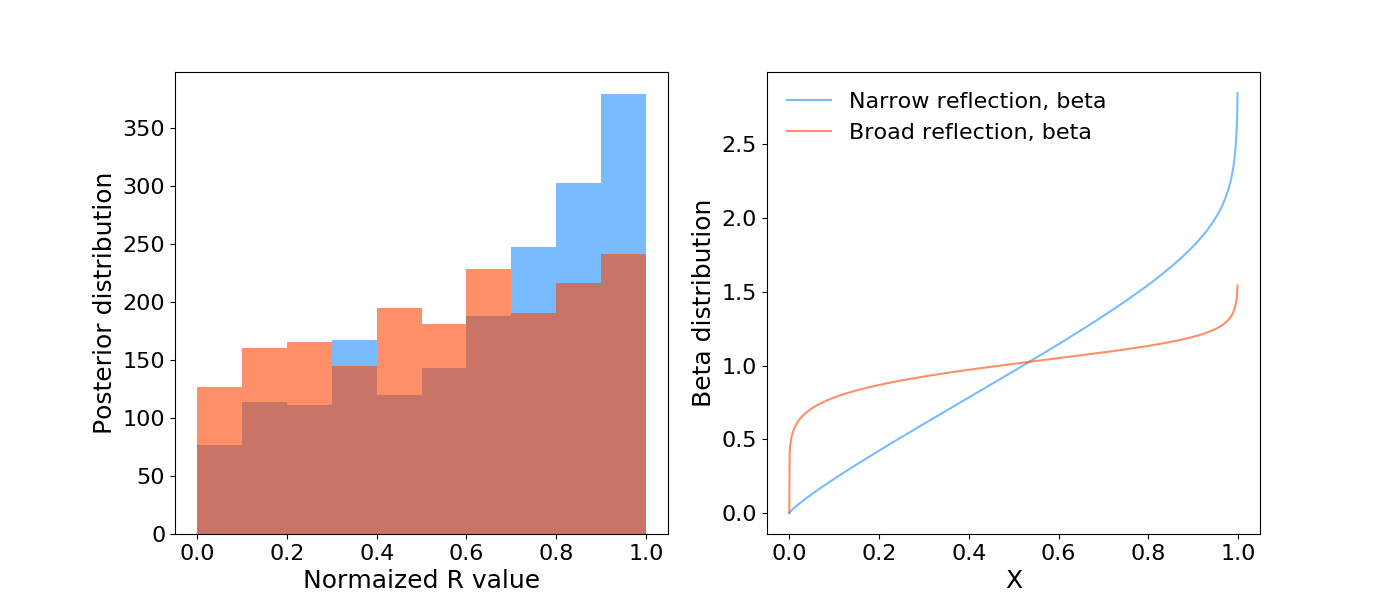 Posterior distribution
350
300
250
200
150
100
50
0
0.0 0.2 0.4 0.6 0.8 1.0
Normaized R value
Beta distribution
2.5
2.0
1.5
1.0
0.5
0.0
Narrow reflection, beta
Broad reflection, beta
0.0 0.2 0.4 0.6 0.8 1.0
X